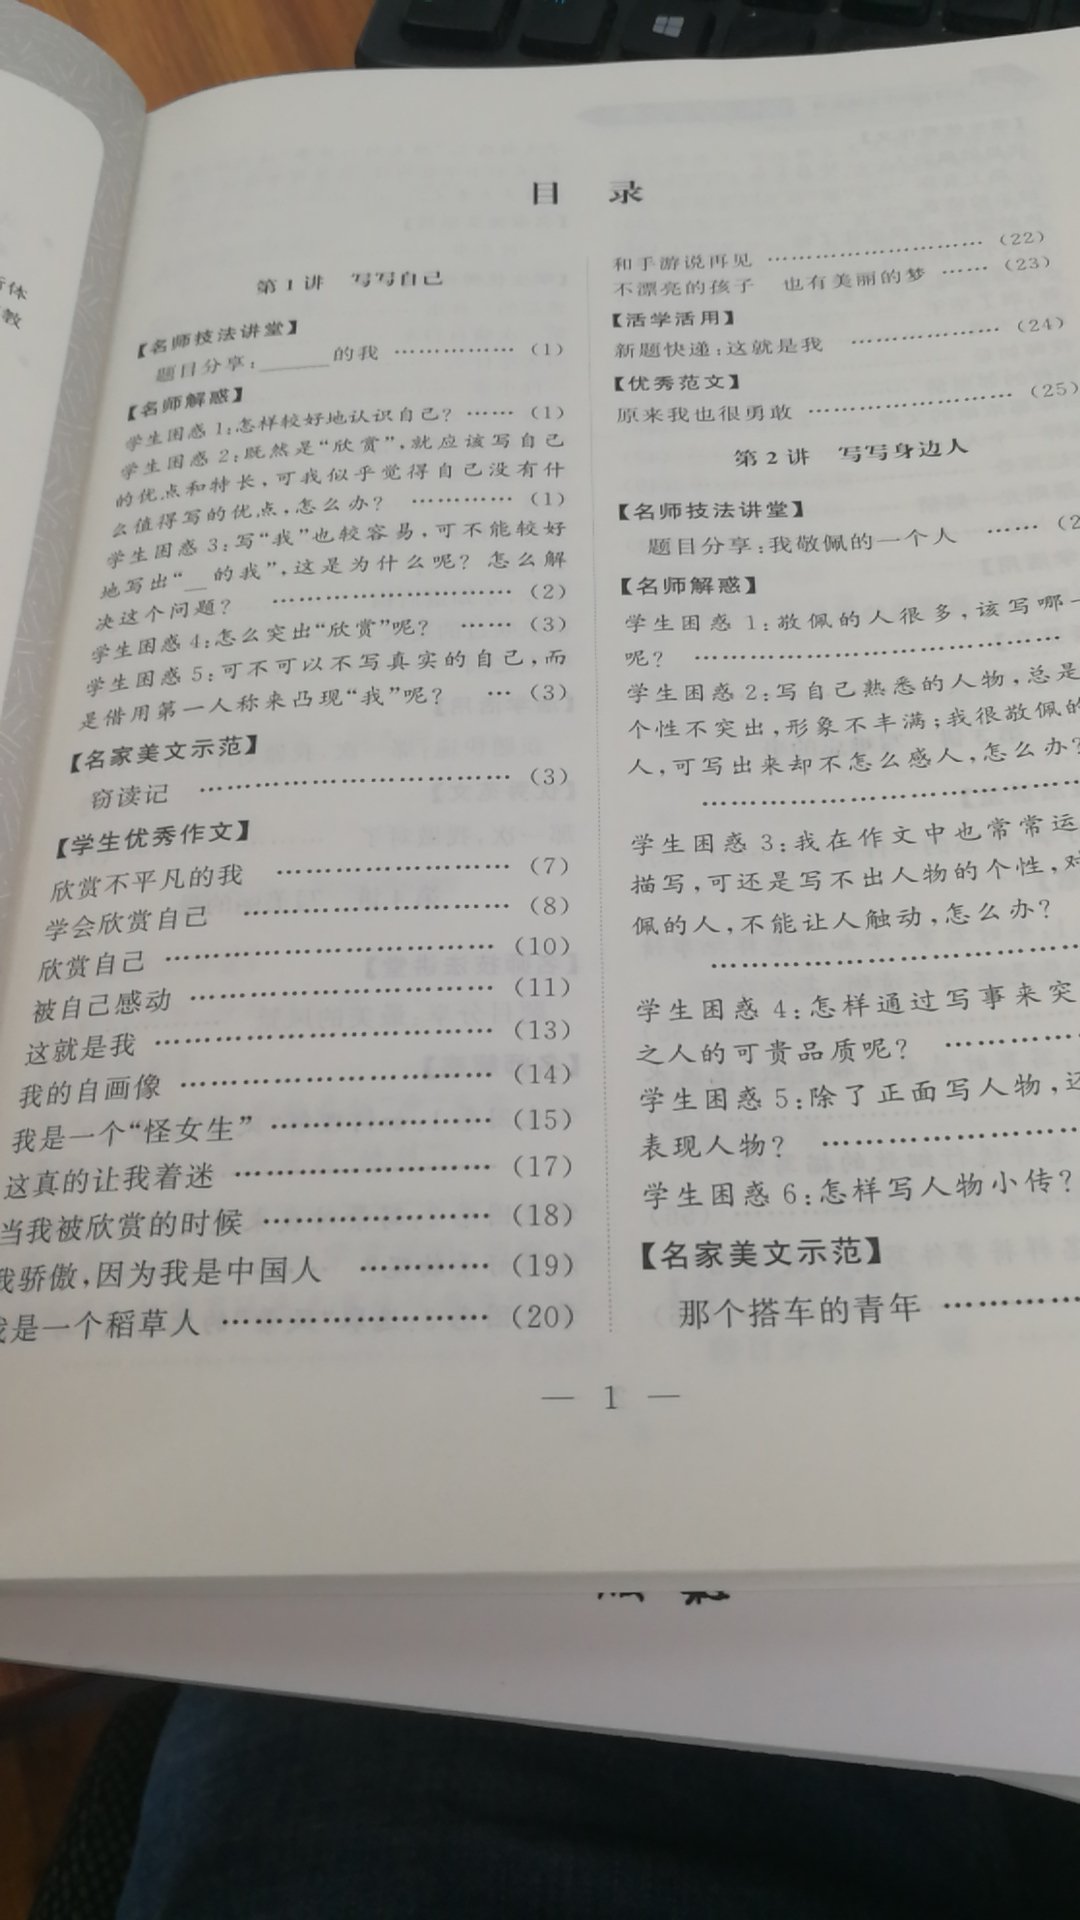 目 录
第 1 讲 写写自己
【名师技法讲堂】
题目分享:______的我 ……………（1）
【名师解惑】
学生困惑 1:怎样较好地认识自己? ……（1）
学生困惑 2:既然是“欣赏”,就应该写自己
的优点和特长,可我似乎觉得自己没有什
么值得写的优点,怎么办? …………（1）
学生困惑 3:写“我”也较容易,可不能较好
地写出“__的我”,这是为什么呢? 怎么解
决这个问题? ……………………（2）
学生困惑 4:怎么突出“欣赏”呢? ……（3）
学生困惑 5:可不可以不写真实的自己,而
是借用第一人称来凸现“我”呢? …（3）
【名家美文示范】
窃读记 ……………………………（3）
【学生优秀作文】
欣赏不平凡的我 ……………………（7）
学会欣赏自己 ………………………（8）
欣赏自己 ……………………………（10）
被自己感动 …………………………（11）
这就是我 ……………………………（13）
我的自画像 …………………………（14）
我是一个“怪女生” …………………（15）
这真的让我着迷 ……………………（17）
当我被欣赏的时候 …………………（18）
我骄傲,因为我是中国人 …………（19）
我是一个稻草人 ……………………（20）
和手游说再见 ……………………（22）
不漂亮的孩子 也有美丽的梦 ……（23）
【活学活用】
新题快递:这就是我 ……………（24）
【优秀范文】
原来我也很勇敢 …………………（25）
第 2 讲 写写身边人
【名师技法讲堂】
题目分享:我敬佩的一个人 ……（2
【名师解惑】
学生困惑 1:敬佩的人很多,该写哪一
呢? ………………………………
学生困惑 2:写自己熟悉的人物,总是
个性不突出,形象不丰满;我很敬佩的
人,可写出来却不怎么感人,怎么办?
………………………………
学生困惑 3:我在作文中也常常运
描写,可还是写不出人物的个性,对
佩的人,不能让人触动,怎么办?
………………………………
学生困惑 4:怎样通过写事来突
之人的可贵品质呢? …………
学生困惑 5:除了正面写人物,还
表现人物? ……………………
学生困惑 6:怎样写人物小传?
【名家美文示范】
那个搭车的青年 …………
— 1 —